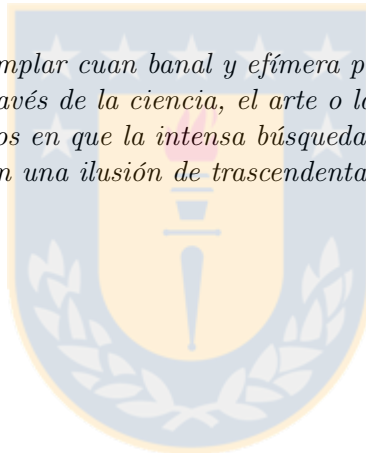 mplar cuan banal y efímera p
avés de la ciencia, el arte o l
os en que la intensa búsqueda
n una ilusión de trascendenta